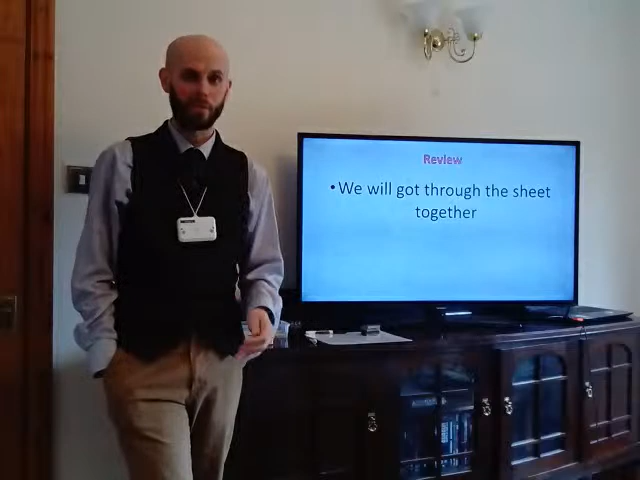 Review
• We will got through the sheet
together